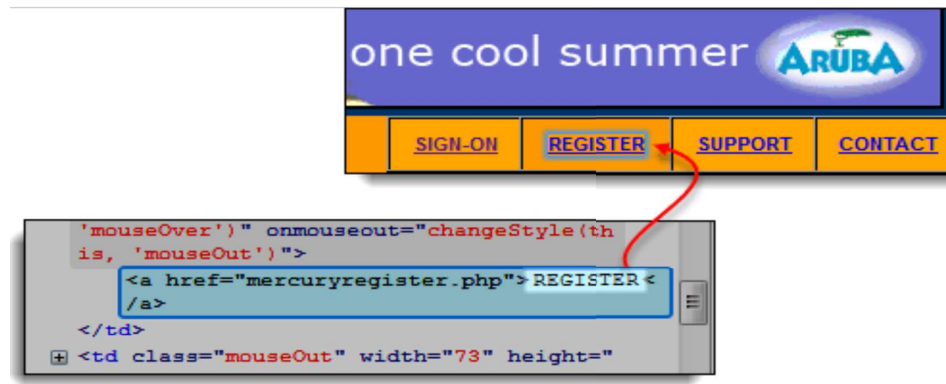 one cool summer ARUBA
SIGN-ON REGISTER SUPPORT CONTACT
'mouseOver')" onmouseout="changeStyle(th
is, 'mouseOut')">
<a href="mercuryregister.php">REGISTER<
/a>
</td>
<td class="mouseOut" width="73" height="